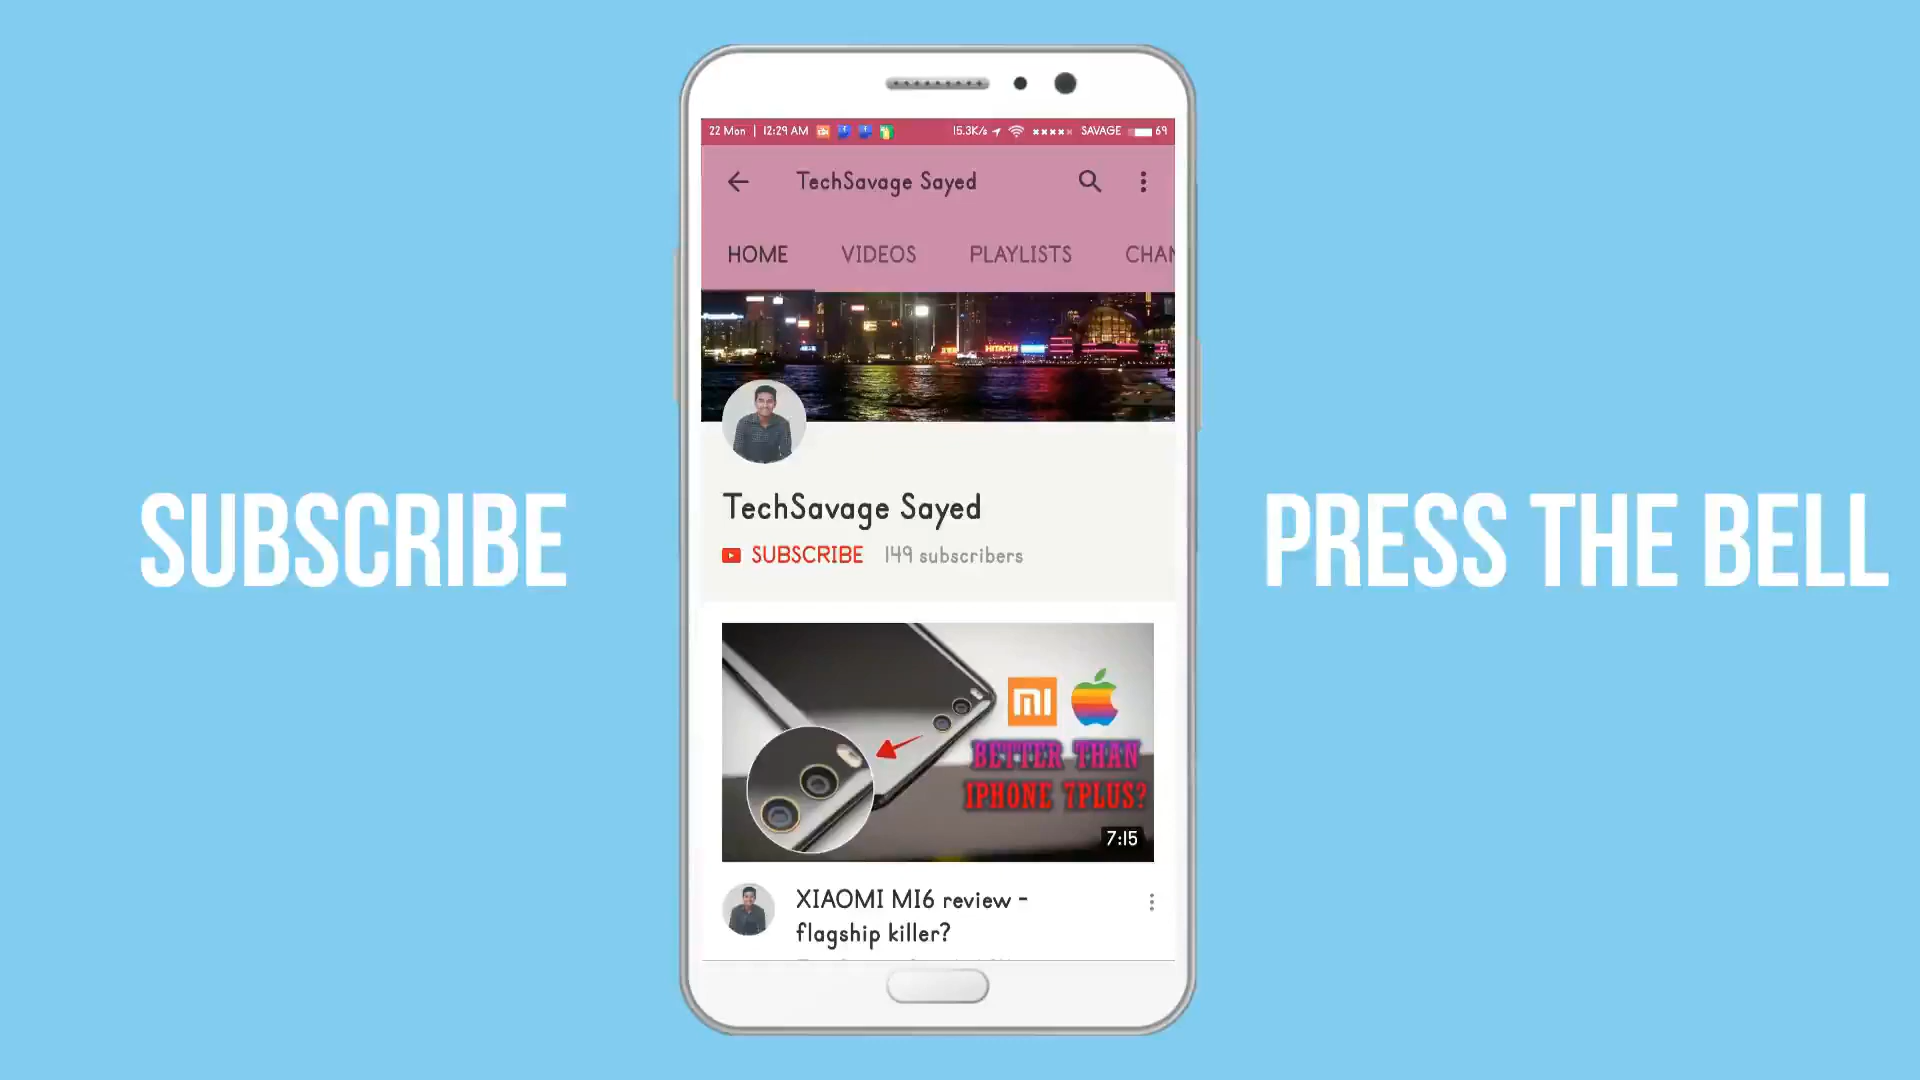 22 Mon | 12:29 AM 15.3K/s SAVAGE 69
TechSavage Sayed
HOME VIDEOS PLAYLISTS CHAN
HITACHI
TechSavage Sayed
SUBSCRIBE 149 subscribers
SUBSCRIBE
PRESS THE BELL
MI
BETTER THAN
IPHONE 7PLUS?
7:15
XIAOMI MI6 review -
flagship killer?